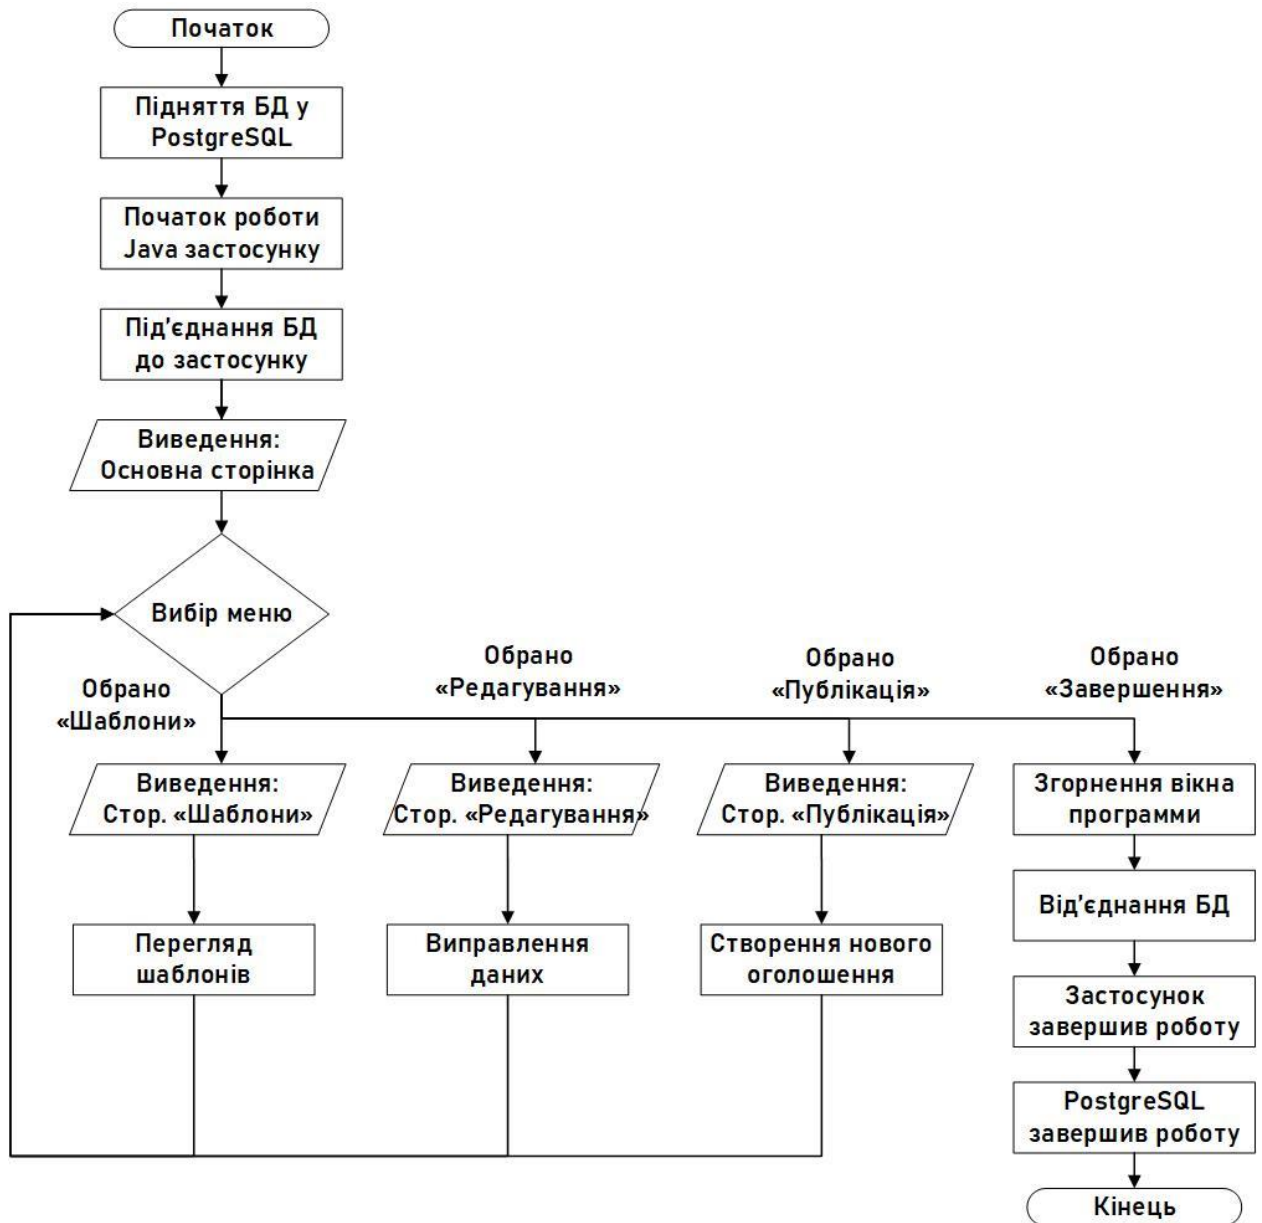 Початок
Підняття БД у
PostgreSQL
Початок роботи
Java застосунку
Під'єднання БД
до застосунку
Виведення:
Основна сторінка
Вибір меню
Обрано
«Шаблони»
Обрано
«Редагування»
Обрано
«Публікація»
Обрано
«Завершення»
Виведення:
Стор. «Шаблони»
Виведення:
Стор. «Редагування»
Виведення:
Стор. «Публікація»
Згорнення вікна
программи
Перегляд
шаблонів
Виправлення
даних
Створення нового
оголошення
Від'єднання БД
Застосунок
завершив роботу
PostgreSQL
завершив роботу
Кінець